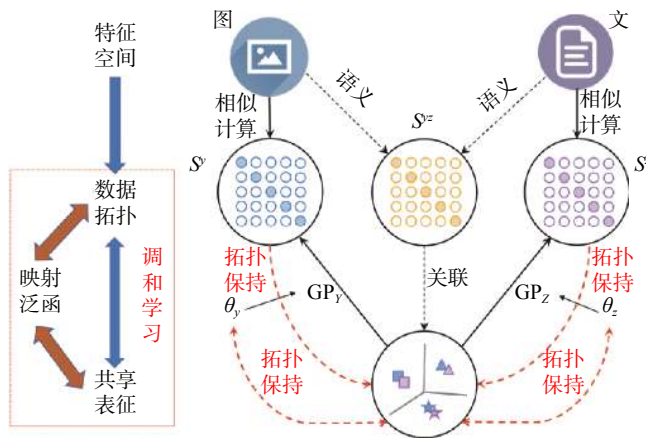 特征
空间
数据
拓扑
映射
泛函
调和学习
共享
表征
图
文
相似
计算
语义
语义
相似
计算
S^y
S^{yz}
S
拓扑
保持
关联
拓扑
保持
θ_y
GP_Y
GP_Z
θ_z
拓扑
保持
拓扑
保持